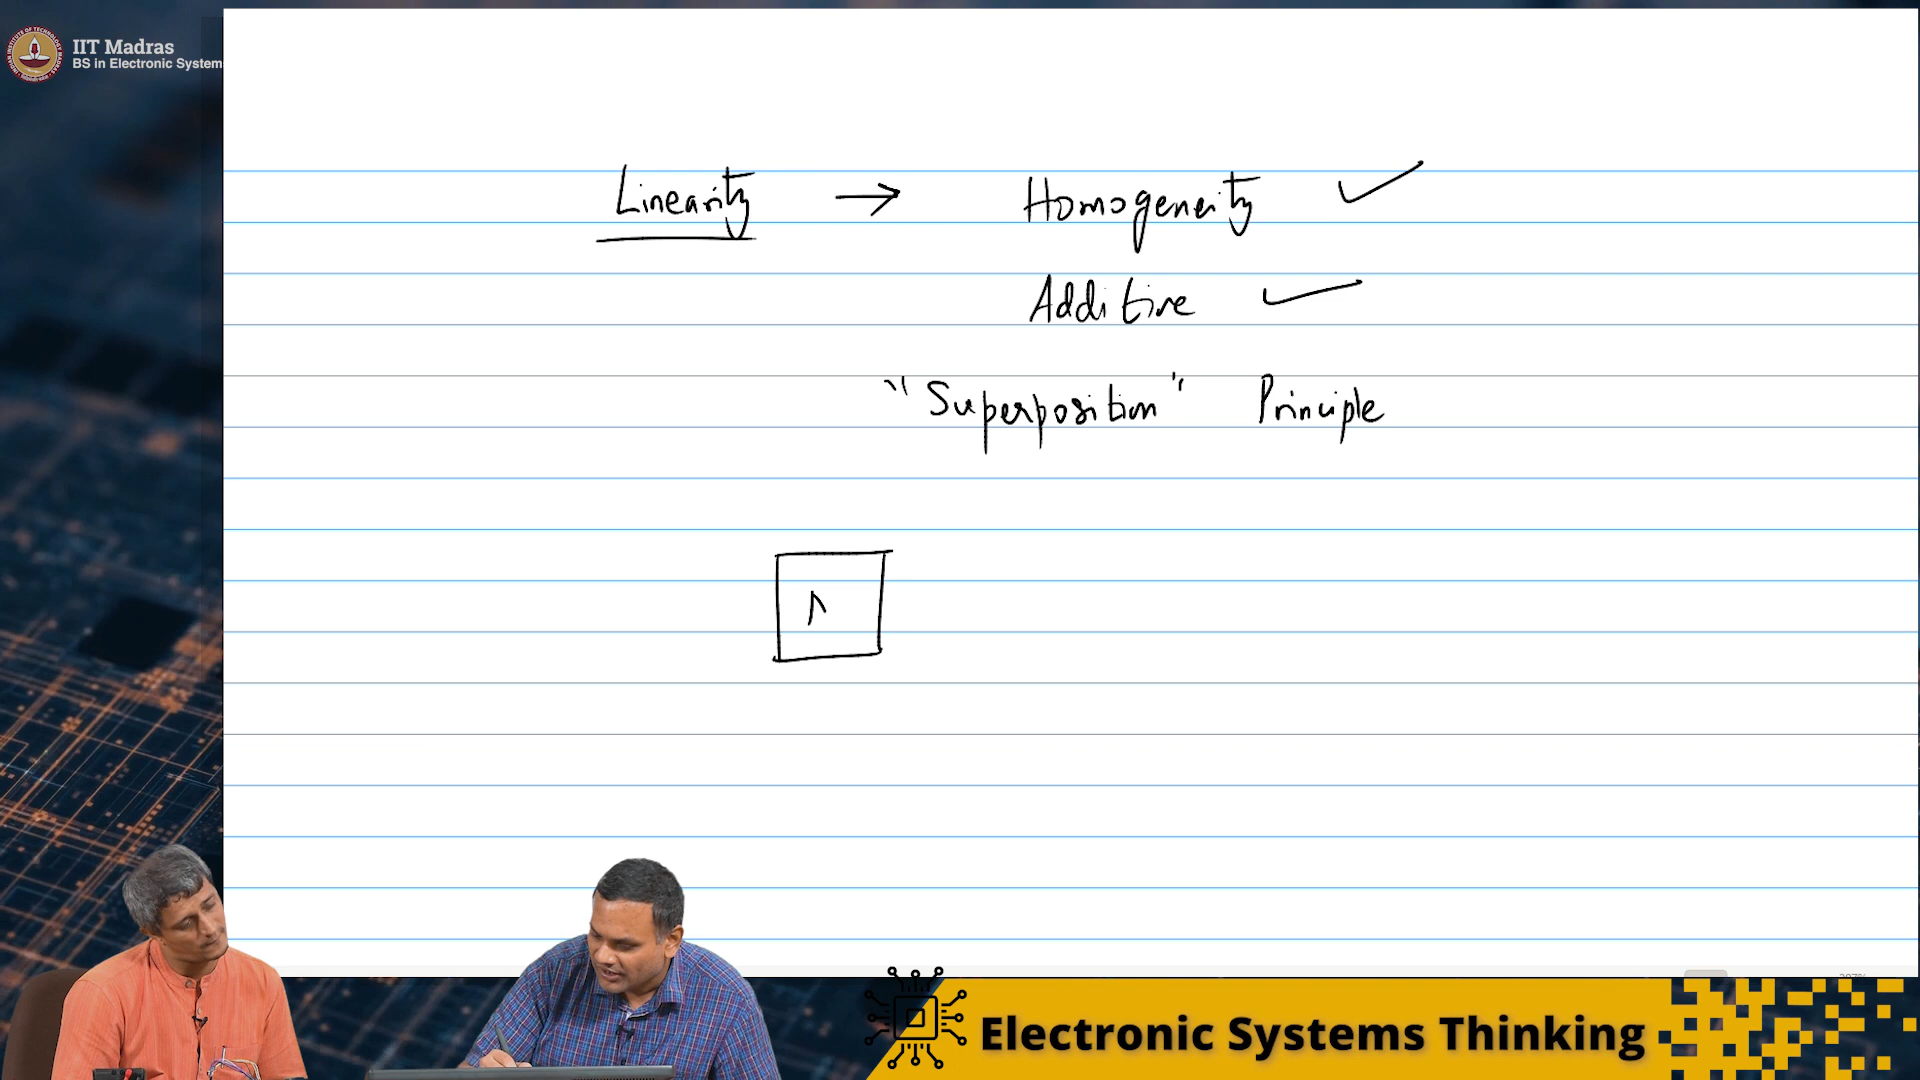 IIT Madras
BS in Electronic System
Linearity → Homogeneity ✓
Additive ✓
"Superposition" Principle
Electronic Systems Thinking